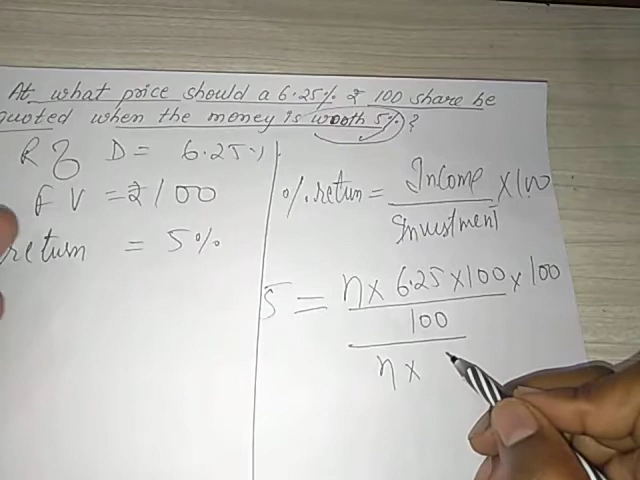 At what price should a 6.25% ₹ 100 share be
quoted when the money is worth 5%?
R of D = 6.25%
FV = ₹100
return = 5%
%.return = Income / Investment × 100
5 = n × 6.25 × 100 × 100
100
n ×